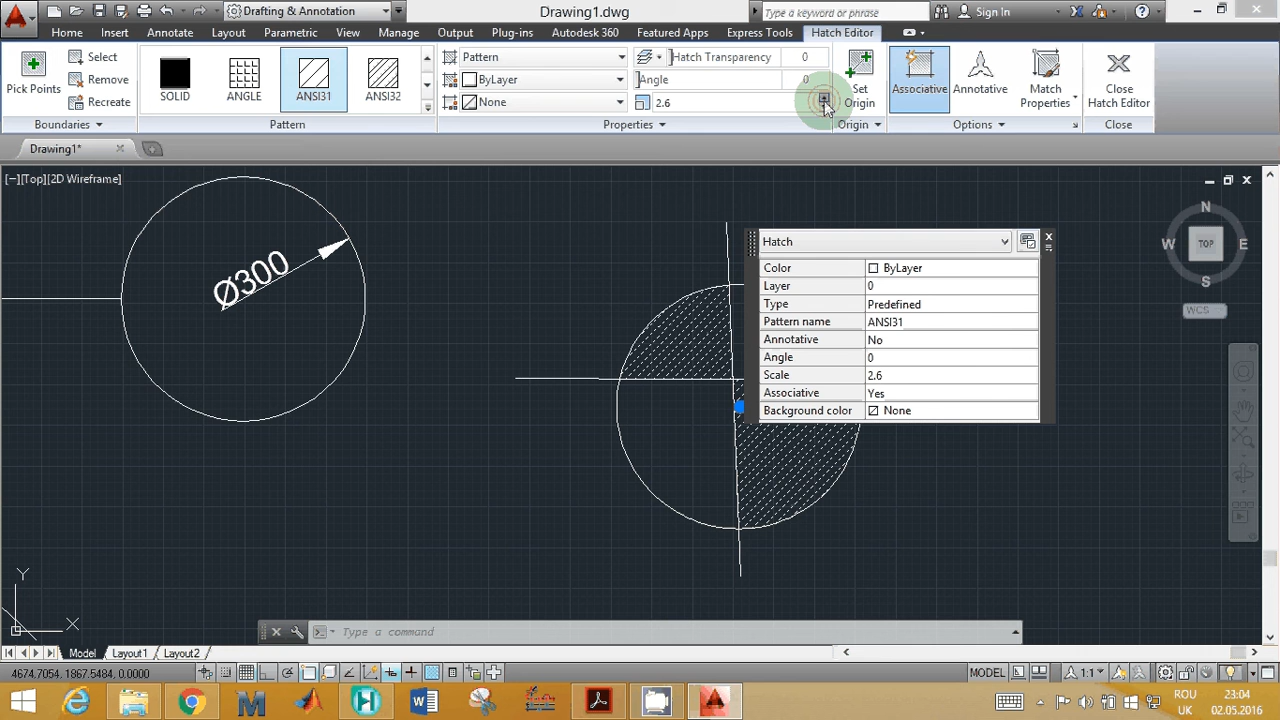 Drafting & Annotation
Drawing1.dwg
Type a keyword or phrase
Sign In
Home
Insert
Annotate
Layout
Parametric
View
Manage
Output
Plug-ins
Autodesk 360
Featured Apps
Express Tools
Hatch Editor
Pick Points
Select
Remove
Recreate
Boundaries
SOLID
ANGLE
ANSI31
ANSI32
Pattern
Pattern
ByLayer
None
Hatch Transparency
0
Angle
0
2.6
Properties
Set
Origin
Origin
Associative
Annotative
Match
Properties
Options
Close
Hatch Editor
Close
Drawing1*
[−][Top][2D Wireframe]
Ø300
Hatch
Color ByLayer
Layer 0
Type Predefined
Pattern name ANSI31
Annotative No
Angle 0
Scale 2.6
Associative Yes
Background color None
N
W
TOP
E
S
WCS
Y
X
Type a command
Model
Layout1
Layout2
4674.7054, 1867.5484, 0.0000
MODEL
1:1
ROU
UK
23:04
02.05.2016